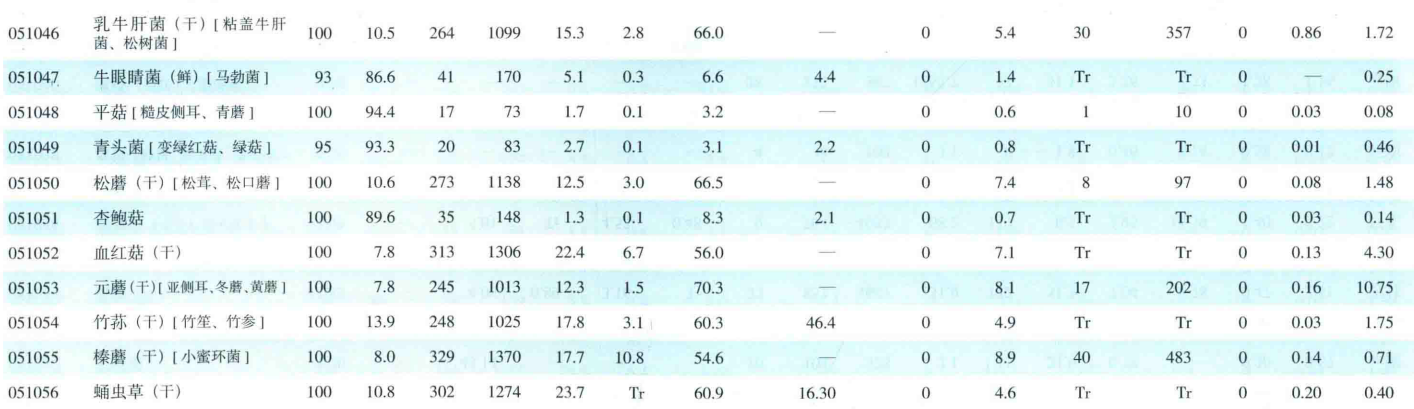 051046 乳牛肝菌（干）[粘盖牛肝菌、松树菌] 100 10.5 264 1099 15.3 2.8 66.0 — 0 5.4 30 357 0 0.86 1.72
051047 牛眼睛菌（鲜）[马勃菌] 93 86.6 41 170 5.1 0.3 6.6 4.4 0 1.4 Tr Tr 0 — 0.25
051048 平菇[糙皮侧耳、青蘑] 100 94.4 17 73 1.7 0.1 3.2 — 0 0.6 1 10 0 0.03 0.08
051049 青头菌[变绿红菇、绿菇] 95 93.3 20 83 2.7 0.1 3.1 2.2 0 0.8 Tr Tr 0 0.01 0.46
051050 松蘑（干）[松茸、松口蘑] 100 10.6 273 1138 12.5 3.0 66.5 — 0 7.4 8 97 0 0.08 1.48
051051 杏鲍菇 100 89.6 35 148 1.3 0.1 8.3 2.1 0 0.7 Tr Tr 0 0.03 0.14
051052 血红菇（干） 100 7.8 313 1306 22.4 6.7 56.0 — 0 7.1 Tr Tr 0 0.13 4.30
051053 元蘑（干）[亚侧耳、冬蘑、黄蘑] 100 7.8 245 1013 12.3 1.5 70.3 — 0 8.1 17 202 0 0.16 10.75
051054 竹荪（干）[竹笙、竹参] 100 13.9 248 1025 17.8 3.1 60.3 46.4 0 4.9 Tr Tr 0 0.03 1.75
051055 榛蘑（干）[小蜜环菌] 100 8.0 329 1370 17.7 10.8 54.6 — 0 8.9 40 483 0 0.14 0.71
051056 蛹虫草（干） 100 10.8 302 1274 23.7 Tr 60.9 16.30 0 4.6 Tr Tr 0 0.20 0.40